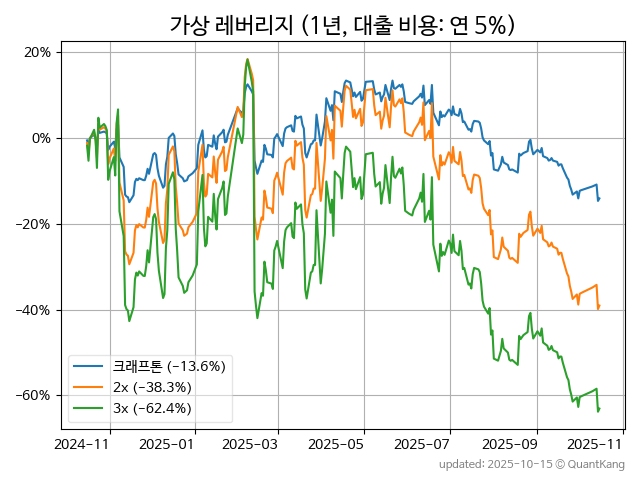 가상 레버리지 (1년, 대출 비용: 연 5%)
20%
0%
−20%
−40%
−60%
크래프톤 (−13.6%)
2x (−38.3%)
3x (−62.4%)
2024−11 2025−01 2025−03 2025−05 2025−07 2025−09 2025−11
updated: 2025-10-15 © QuantKang